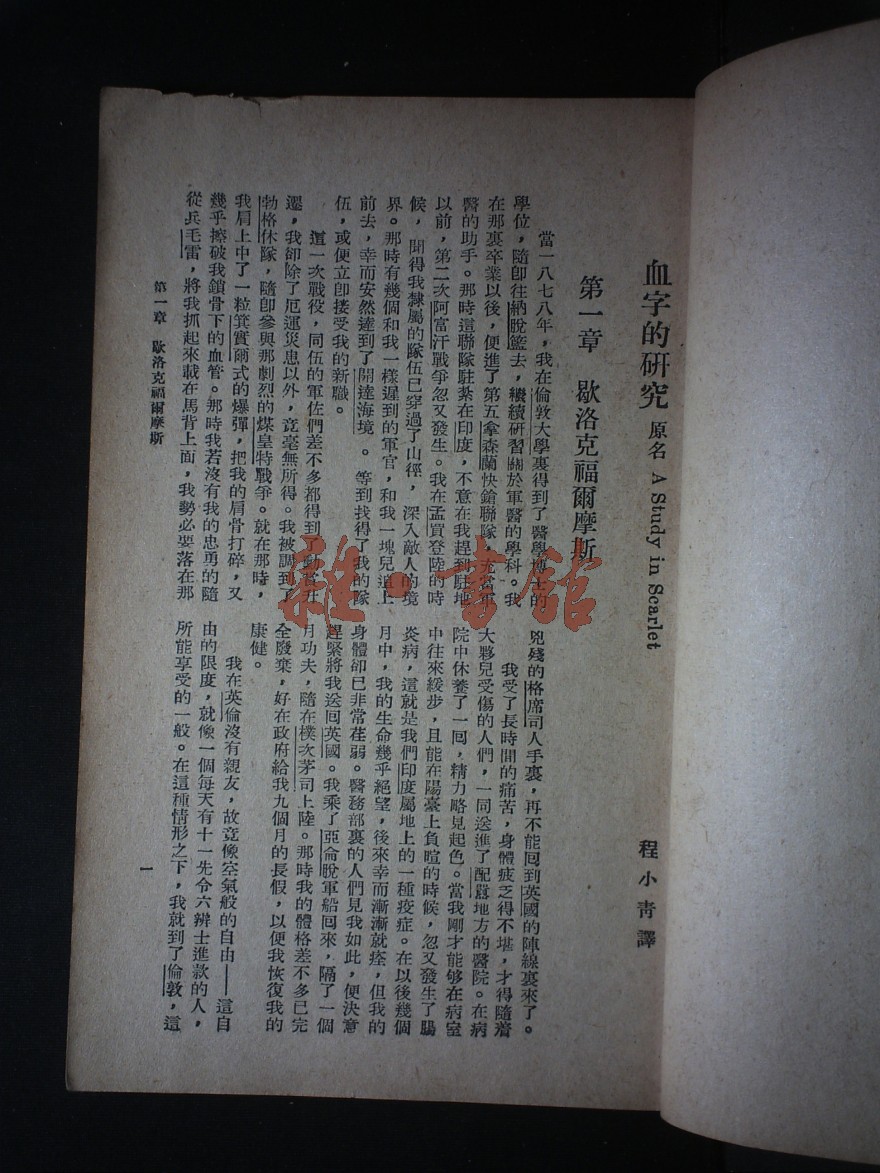 血字的研究 原名 A Study in Scarlet
程小青譯
第一章 歇洛克福爾摩斯
當一八七八年，我在倫敦大學裏得到了醫學博士的
學位，隨卽往納脫籃去，繼續研習關於軍醫的學科。我
在那裏卒業以後，便進了第五拿森蘭快鎗聯隊，充當軍
醫的助手。那時這聯隊駐紮在印度，不意在我趕到駐地
以前，第二次阿富汗戰爭忽又發生。我在孟買登陸的時
候，聞得我隸屬的隊伍已穿過了山徑，深入敵人的境
界。那時有幾個和我一樣遲到的軍官，和我一塊兒追上
前去，幸而安然達到了開達海境。等到找得了我的隊
伍，或便立卽接受我的新職。
這一次戰役，同伍的軍佐們差不多都得到了勳賞升
遷，我卻除了厄運災患以外，竟毫無所得。我被調到了
勃格休隊，隨卽參與那劇烈的煤皇特戰爭。就在那時，
我肩上中了一粒箕實爾式的爆彈，把我的肩骨打碎，又
幾乎擦破我鎖骨下的血管。那時我若沒有我的忠勇的隨
從兵毛雷，將我抓起來載在馬背上面，我勢必要落在那
兇殘的格席司人手裏，再不能回到英國的陣線裏來了。
我受了長時間的痛苦，身體疲乏得不堪，才得隨着
大夥兒受傷的人們，一同送進了配囂地方的醫院。在病
院中休養了一回，精力略見起色。當我剛才能够在病室
中往來緩步，且能在陽臺上負暄的時候，忽又發生了腸
炎病，這就是我們印度屬地上的一種疫症。在以後幾個
月中，我的生命幾乎絕望，後來幸而漸漸就痊，但我的
身體卻已非常荏弱。醫務部裏的人們見我如此，便決意
趕緊將我送回英國。我乘了亞侖脫軍船回來，隔了一個
月功夫，隨在樸次茅司上陸。那時我的體格差不多已完
全廢棄，好在政府給我九個月的長假，以便我恢復我的
康健。
我在英倫沒有親友，故竟像空氣般的自由——這自
由的限度，就像一個每天有十一先令六辨士進款的人，
所能享受的一般。在這種情形之下，我就到了倫敦，這
第一章 歇洛克福爾摩斯
一
雜·書館